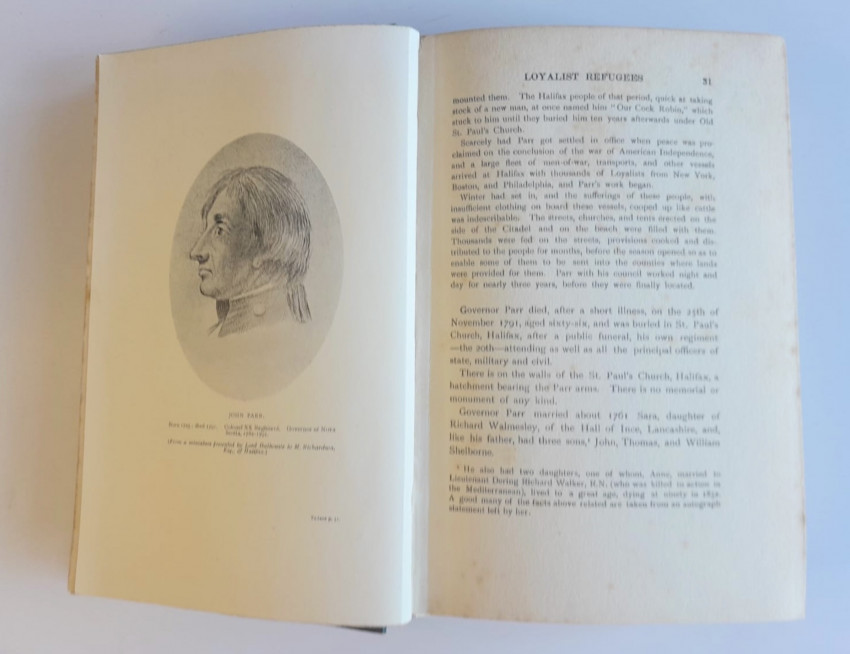 JOHN PARR.
Governor of Nova
Scotia,
Esq., of Halifax.)
LOYALIST REFUGEES 31
mounted them. The Halifax people of that period, quick at taking
stock of a new man, at once named him "Our Cock Robin," which
stuck to him until they buried him ten years afterwards under Old
St. Paul's Church.
Scarcely had Parr got settled in office when peace was pro-
claimed on the conclusion of the war of American Independence,
and a large fleet of men-of-war, transports, and other vessels
arrived at Halifax with thousands of Loyalists from New York,
Boston, and Philadelphia, and Parr's work began.
Winter had set in, and the sufferings of these people, with
insufficient clothing on board these vessels, cooped up like cattle
was indescribable. The streets, churches, and tents erected on the
side of the Citadel and on the beach were filled with them.
Thousands were fed on the streets, provisions cooked and dis-
tributed to the people for months, before the season opened so as to
enable some of them to be sent into the counties where lands
were provided for them. Parr with his council worked night and
day for nearly three years, before they were finally located.
Governor Parr died, after a short illness, on the 25th of
November 1791, aged sixty-six, and was buried in St. Paul's
Church, Halifax, after a public funeral, his own regiment
—the 20th—attending as well as all the principal officers of
state, military and civil.
There is on the walls of the St. Paul's Church, Halifax, a
hatchment bearing the Parr arms. There is no memorial or
monument of any kind.
Governor Parr married about 1761 Sara, daughter of
Richard Walmesley, of the Hall of Ince, Lancashire, and,
like his father, had three sons,¹ John, Thomas, and William
Shelborne.
¹ He also had two daughters, one of whom, Anne, married to
Lieutenant Dering Richard Walker, R.N. (who was killed in action in
the Mediterranean), lived to a great age, dying at ninety in
A good many of the facts above related are taken from an autograph
statement left by her.